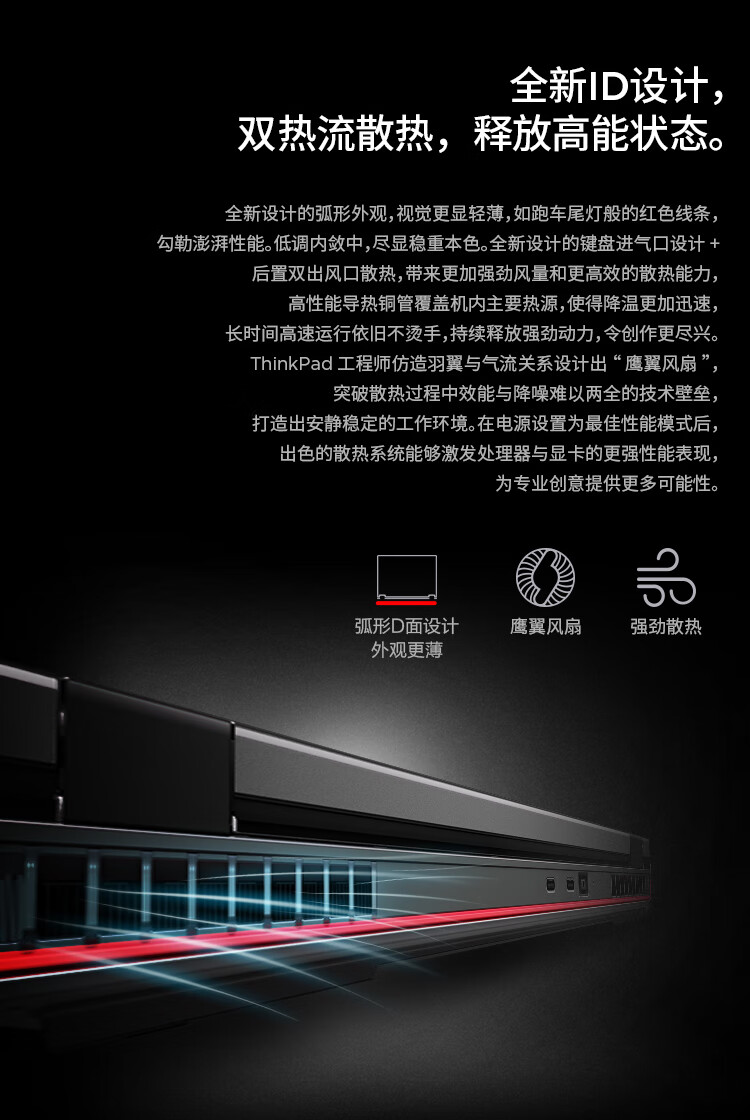 全新ID设计，
双热流散热，释放高能状态。
全新设计的弧形外观，视觉更显轻薄，如跑车尾灯般的红色线条，
勾勒澎湃性能。低调内敛中，尽显稳重本色。全新设计的键盘进气口设计 +
后置双出风口散热，带来更加强劲风量和更高效的散热能力，
高性能导热铜管覆盖机内主要热源，使得降温更加迅速，
长时间高速运行依旧不烫手，持续释放强劲动力，令创作更尽兴。
ThinkPad 工程师仿造羽翼与气流关系设计出 “ 鹰翼风扇 ”，
突破散热过程中效能与降噪难以两全的技术壁垒，
打造出安静稳定的工作环境。在电源设置为最佳性能模式后，
出色的散热系统能够激发处理器与显卡的更强性能表现，
为专业创意提供更多可能性。
弧形D面设计
外观更薄
鹰翼风扇
强劲散热